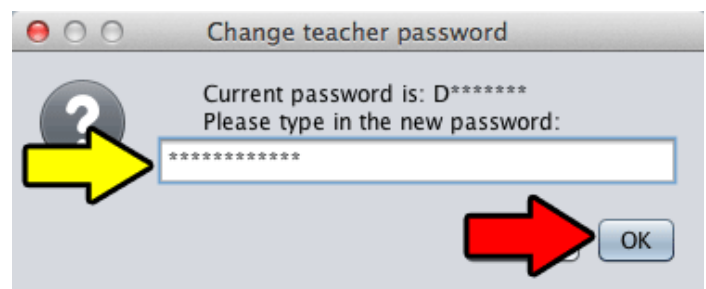 Change teacher password
Current password is: D*******
Please type in the new password:
************
OK